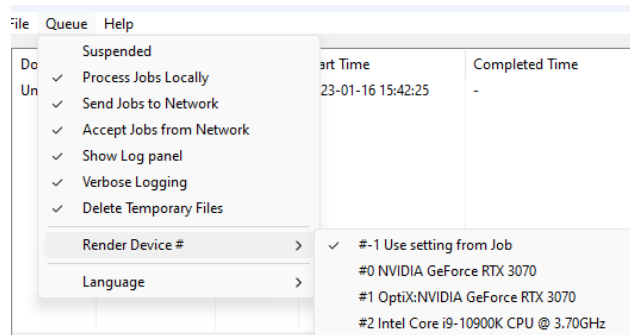 File Queue Help
Suspended
Do art Time Completed Time
Process Jobs Locally
Un 23-01-16 15:42:25 -
Send Jobs to Network
Accept Jobs from Network
Show Log panel
Verbose Logging
Delete Temporary Files
Render Device #
#-1 Use setting from Job
#0 NVIDIA GeForce RTX 3070
Language
#1 OptiX:NVIDIA GeForce RTX 3070
#2 Intel Core i9-10900K CPU @ 3.70GHz